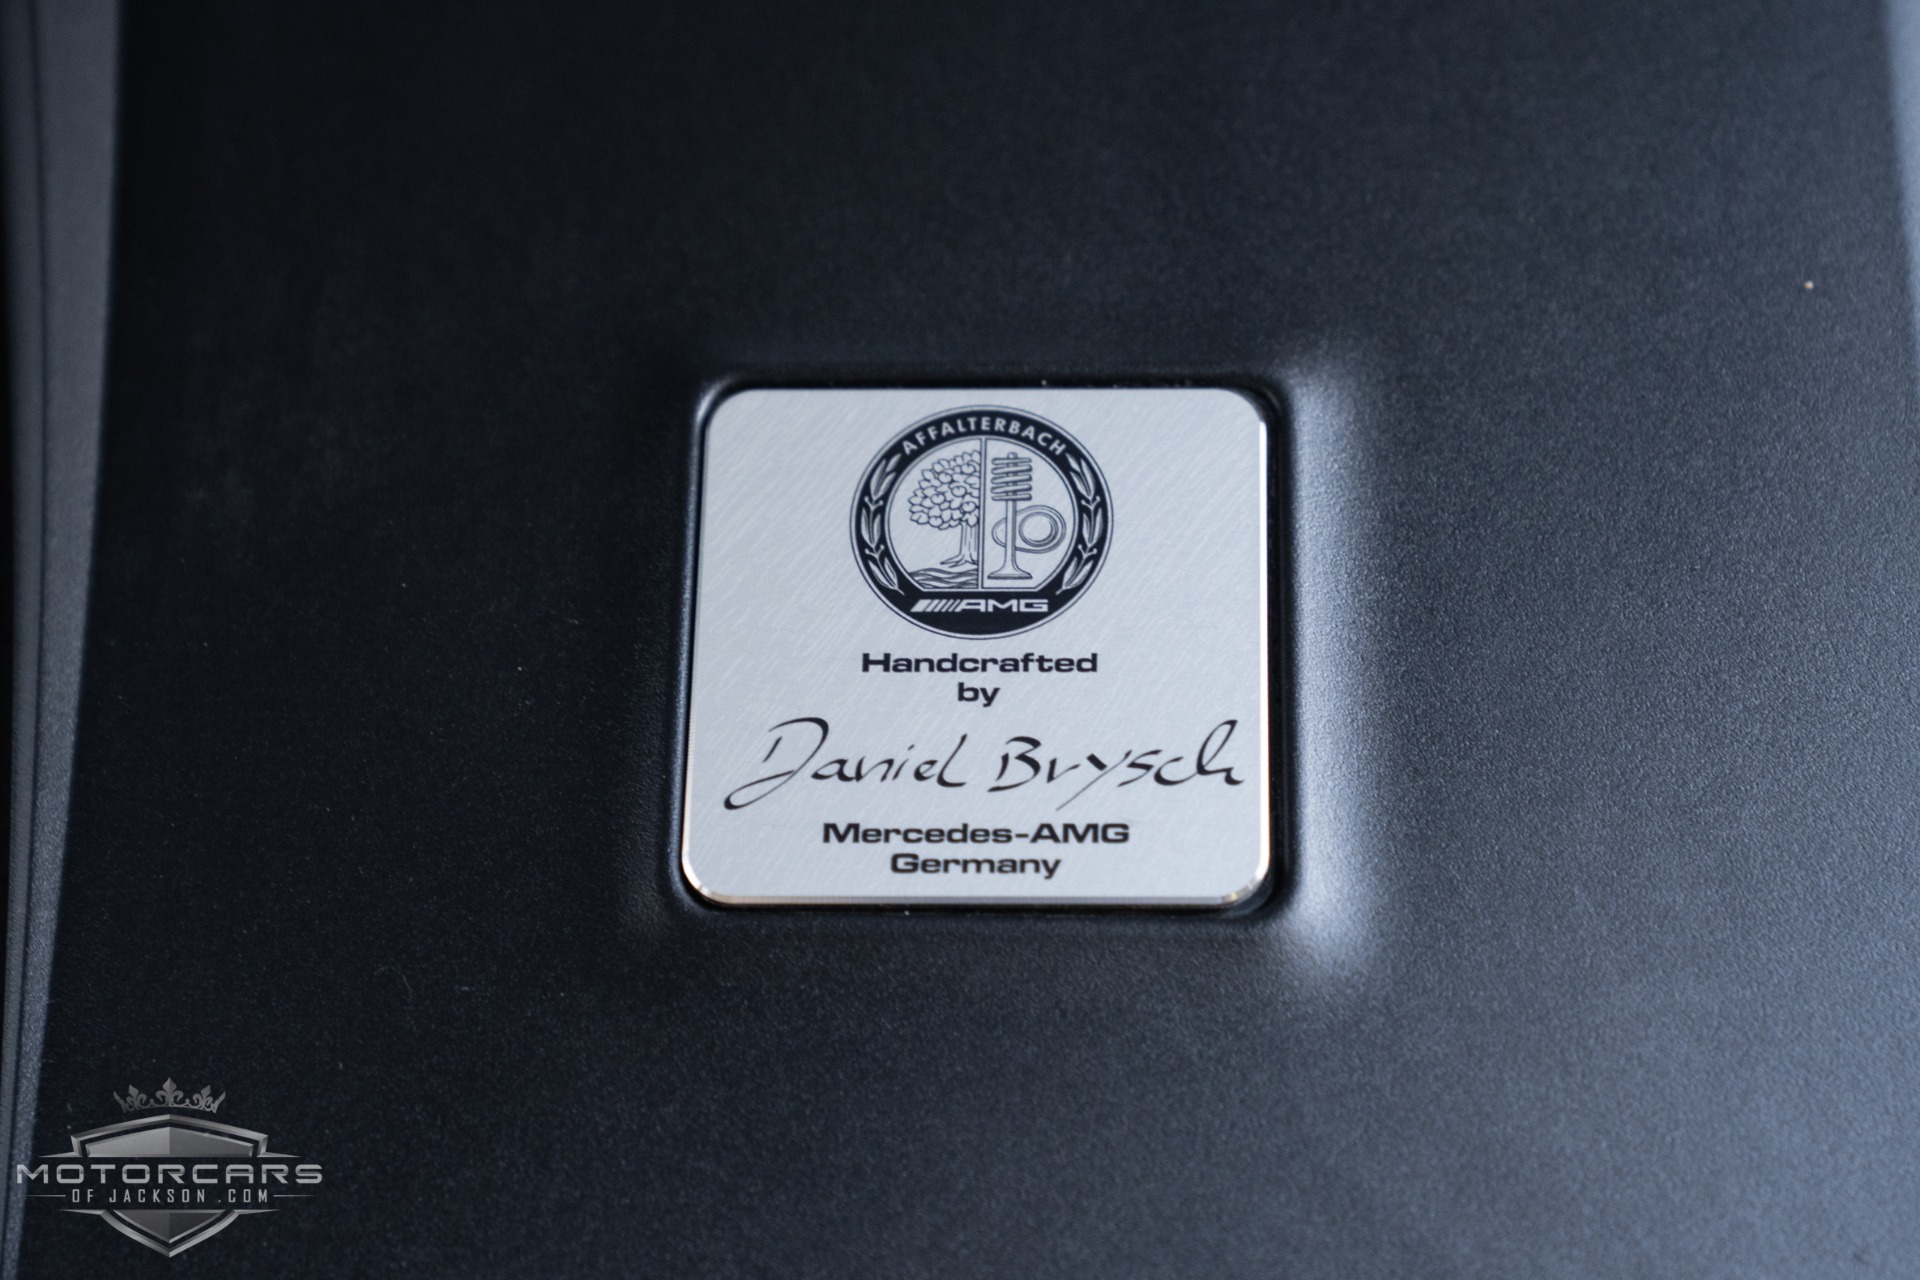 AFFALTERBACH
AMG
Handcrafted
by
Daniel Brysch
Mercedes-AMG
Germany
MOTORCARS
OF JACKSON.COM